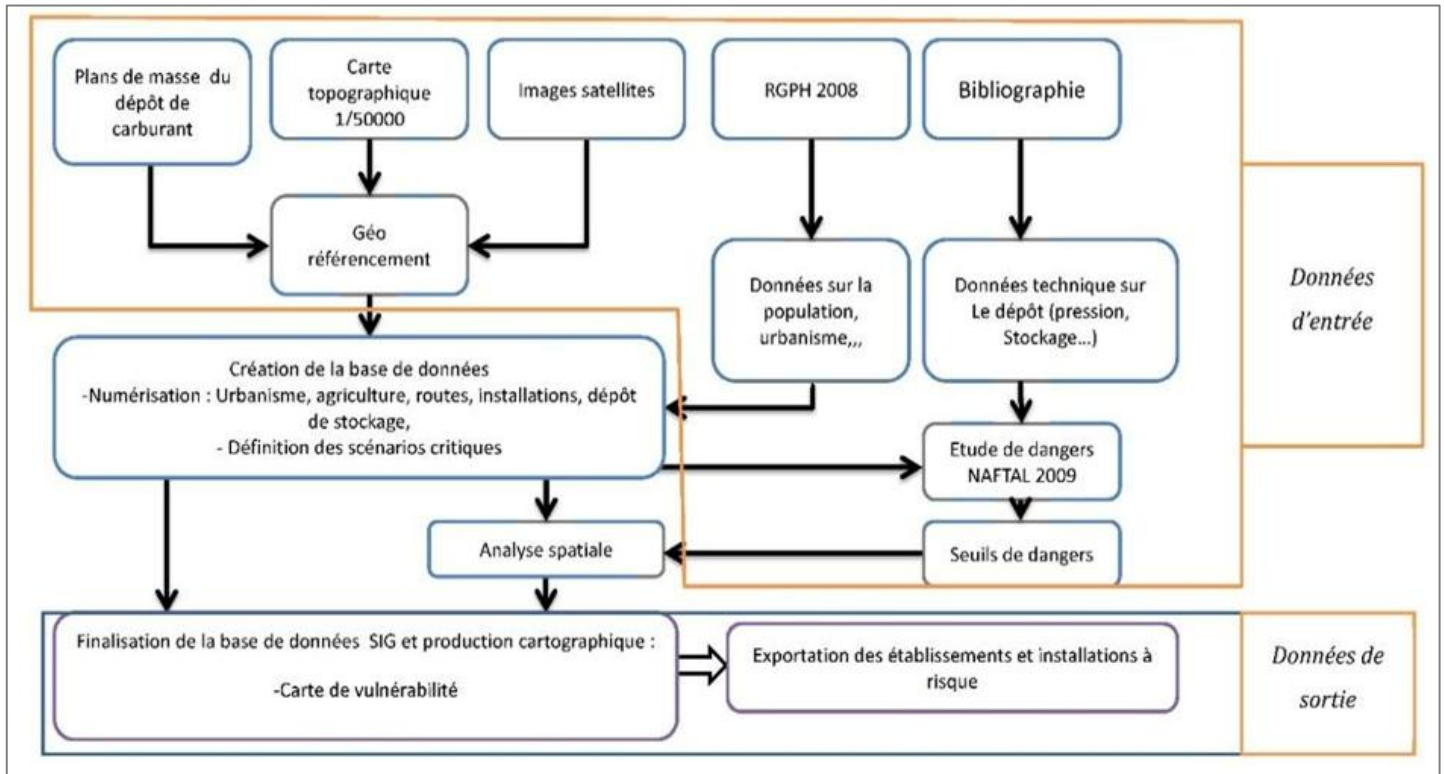 Plans de masse du
dépôt de
carburant
Carte
topographique
1/50000
Images satellites
RGPH 2008
Bibliographie
Géo
référencement
Données sur la
population,
urbanisme,,,
Données technique sur
Le dépôt (pression,
Stockage...)
Données
d'entrée
Création de la base de données
-Numérisation : Urbanisme, agriculture, routes, installations, dépôt
de stockage,
- Définition des scénarios critiques
Etude de dangers
NAFTAL 2009
Analyse spatiale
Seuils de dangers
Finalisation de la base de données SIG et production cartographique :
-Carte de vulnérabilité
Exportation des établissements et installations à
risque
Données de
sortie